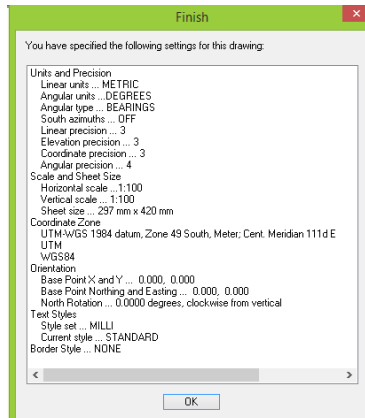 Finish
You have specified the following settings for this drawing:
Units and Precision
Linear units ... METRIC
Angular units ...DEGREES
Angular type ... BEARINGS
South azimuths ... OFF
Linear precision ... 3
Elevation precision ... 3
Coordinate precision ... 3
Angular precision ... 4
Scale and Sheet Size
Horizontal scale ...1:100
Vertical scale ... 1:100
Sheet size ... 297 mm x 420 mm
Coordinate Zone
UTM-WGS 1984 datum, Zone 49 South, Meter; Cent. Meridian 111d E
UTM
WGS84
Orientation
Base Point X and Y ... 0.000, 0.000
Base Point Northing and Easting ... 0.000, 0.000
North Rotation ... 0.0000 degrees, clockwise from vertical
Text Styles
Style set ... MILLI
Current style ... STANDARD
Border Style ... NONE
OK